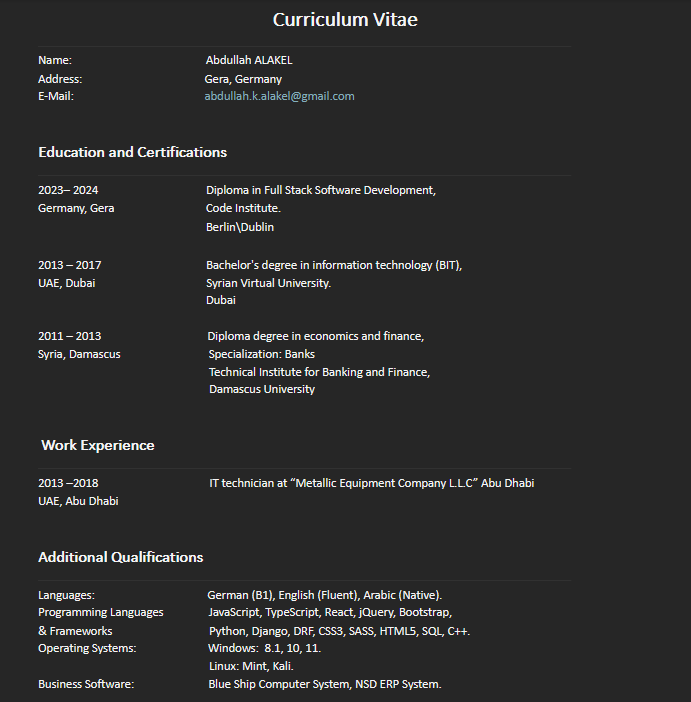 Curriculum Vitae
Name: Abdullah ALAKEL
Address: Gera, Germany
E-Mail: abdullah.k.alakel@gmail.com
Education and Certifications
2023– 2024 Diploma in Full Stack Software Development,
Germany, Gera Code Institute.
Berlin\Dublin
2013 – 2017 Bachelor's degree in information technology (BIT),
UAE, Dubai Syrian Virtual University.
Dubai
2011 – 2013 Diploma degree in economics and finance,
Syria, Damascus Specialization: Banks
Technical Institute for Banking and Finance,
Damascus University
Work Experience
2013 –2018 IT technician at “Metallic Equipment Company L.L.C” Abu Dhabi
UAE, Abu Dhabi
Additional Qualifications
Languages: German (B1), English (Fluent), Arabic (Native).
Programming Languages JavaScript, TypeScript, React, jQuery, Bootstrap,
& Frameworks Python, Django, DRF, CSS3, SASS, HTML5, SQL, C++.
Operating Systems: Windows: 8.1, 10, 11.
Linux: Mint, Kali.
Business Software: Blue Ship Computer System, NSD ERP System.